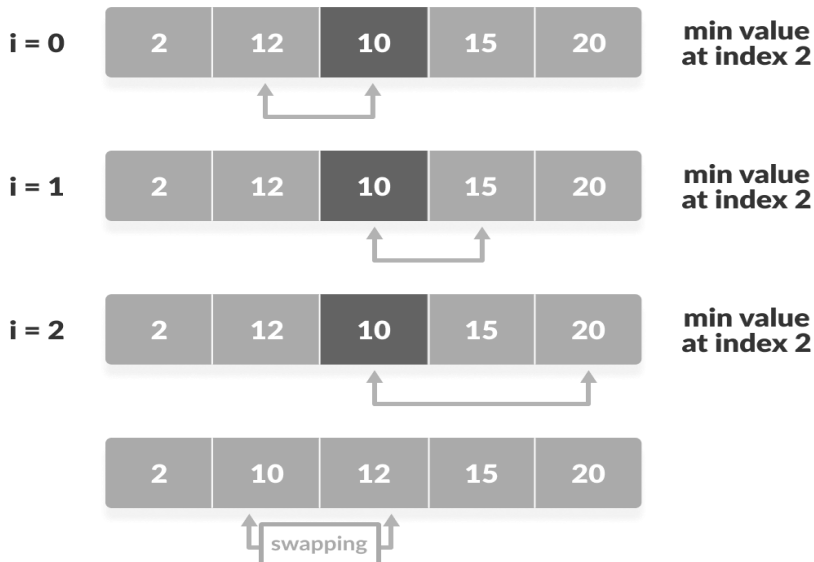 i = 0 2 12 10 15 20 min value
at index 2
i = 1 2 12 10 15 20 min value
at index 2
i = 2 2 12 10 15 20 min value
at index 2
2 10 12 15 20
swapping